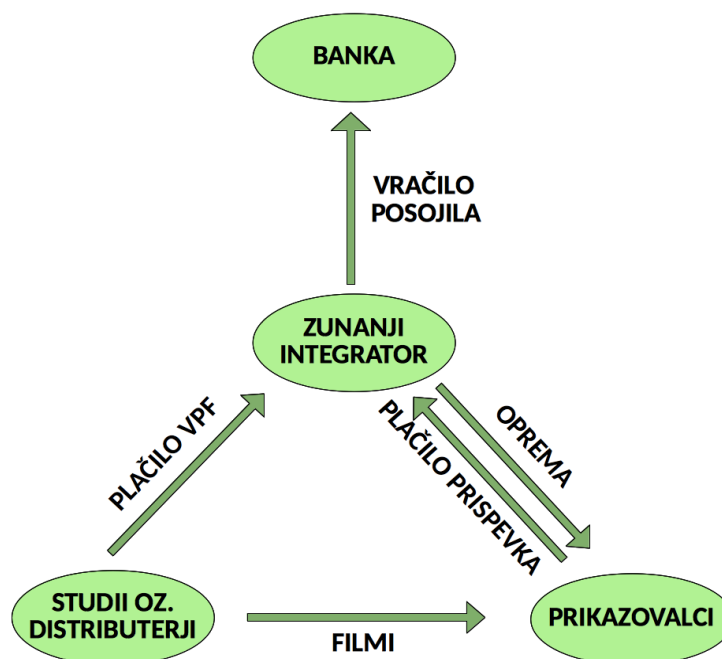 BANKA
VRAČILO
POSOJILA
ZUNANJI
INTEGRATOR
PLAČILO VPF
PLAČILO PRISPEVKA
OPREMA
STUDII OZ.
DISTRIBUTERJI
FILMI
PRIKAZOVALCI